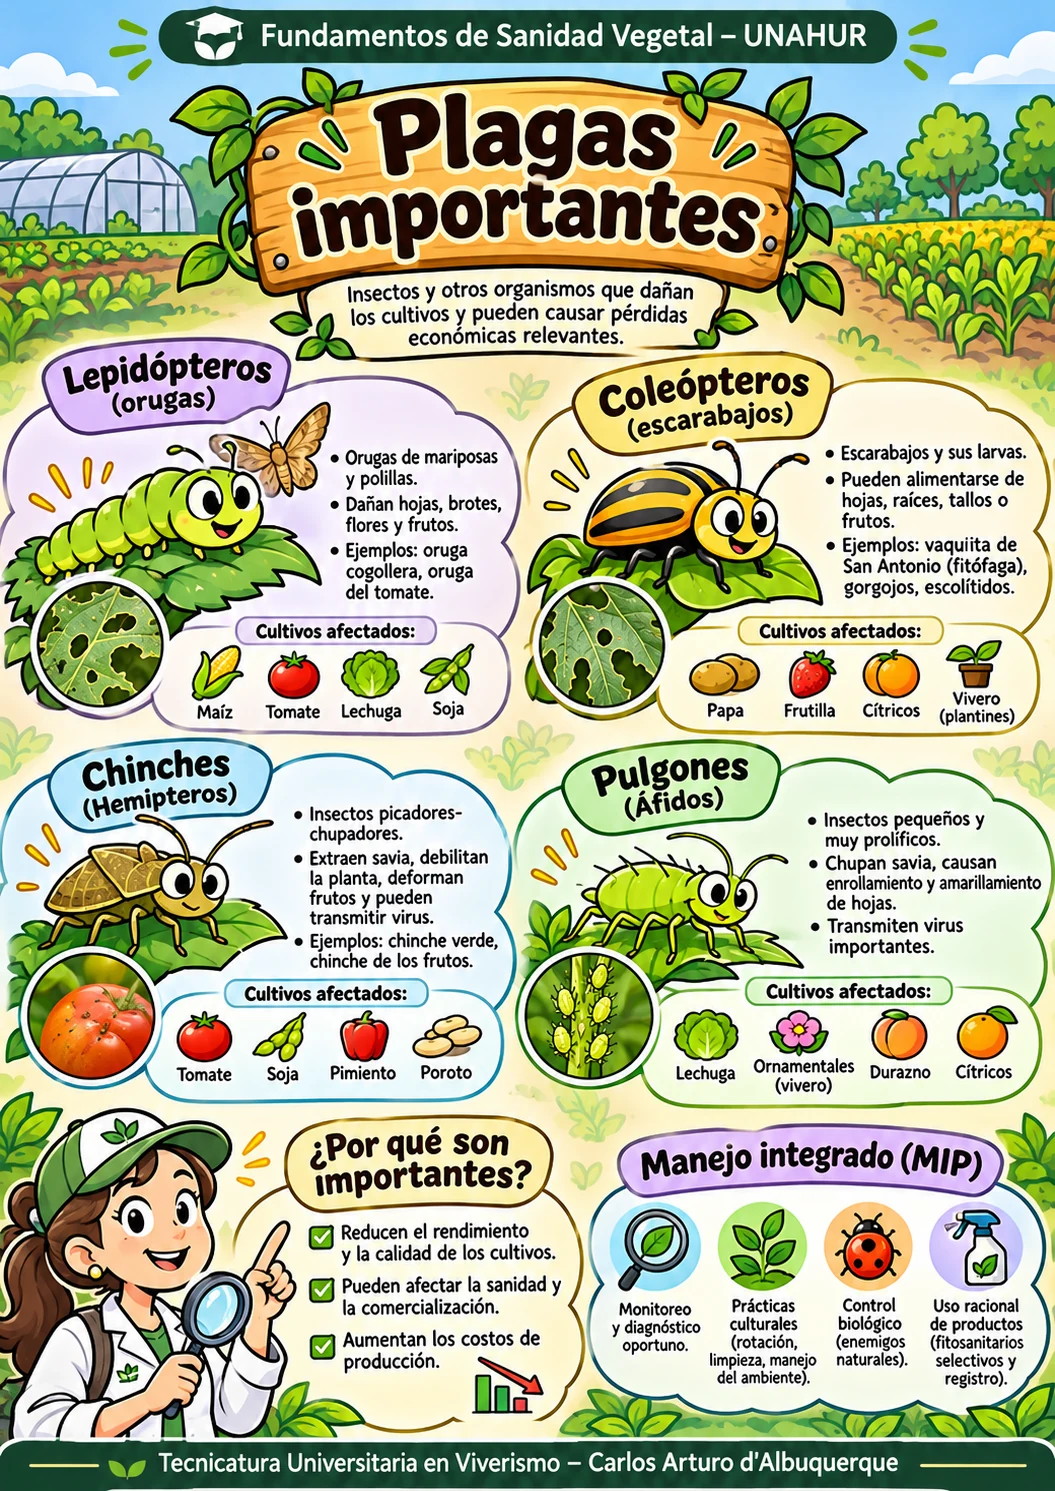 Fundamentos de Sanidad Vegetal – UNAHUR
Plagas
importantes
Insectos y otros organismos que dañan
los cultivos y pueden causar pérdidas
económicas relevantes.
Lepidópteros
(orugas)
• Orugas de mariposas
y polillas.
• Dañan hojas, brotes,
flores y frutos.
• Ejemplos: oruga
cogollera, oruga
del tomate.
Cultivos afectados:
Maíz
Tomate
Lechuga
Soja
Coleópteros
(escarabajos)
• Escarabajos y sus larvas.
• Pueden alimentarse de
hojas, raíces, tallos o
frutos.
• Ejemplos: vaquiita de
San Antonio (fitófaga),
gorgojos, escolítidos.
Cultivos afectados:
Papa
Frutilla
Cítricos
Vivero
(plantines)
Chinches
(Hemipteros)
• Insectos picadores-
chupadores.
• Extraen savia, debilitan
la planta, deforman
frutos y pueden
transmitir virus.
• Ejemplos: chinche verde,
chinche de los frutos.
Cultivos afectados:
Tomate
Soja
Pimiento
Poroto
Pulgones
(Áfidos)
• Insectos pequeños y
muy prolíficos.
• Chupan savia, causan
enrollamiento y amarillamiento
de hojas.
• Transmiten virus
importantes.
Cultivos afectados:
Lechuga
Ornamentales
(vivero)
Durazno
Cítricos
¿Por qué son
importantes?
Reducen el rendimiento
y la calidad de los cultivos.
Pueden afectar la sanidad y
la comercialización.
Aumentan los costos de
producción.
Manejo integrado (MIP)
Monitoreo
y diagnóstico
oportuno.
Prácticas
culturales
(rotación,
limpieza, manejo
del ambiente).
Control
biológico
(enemigos
naturales).
Uso racional
de productos
(fitosanitarios
selectivos y
registro).
Tecnicatura Universitaria en Viverismo – Carlos Arturo d'Albuquerque